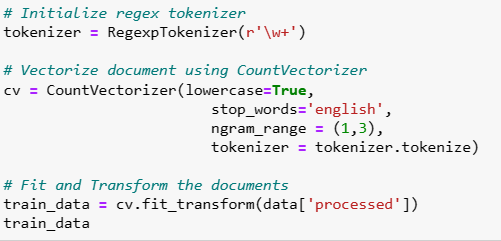 # Initialize regex tokenizer
tokenizer = RegexpTokenizer(r'\w+')
# Vectorize document using CountVectorizer
cv = CountVectorizer(lowercase=True,
stop_words='english',
ngram_range = (1,3),
tokenizer = tokenizer.tokenize)
# Fit and Transform the documents
train_data = cv.fit_transform(data['processed'])
train_data